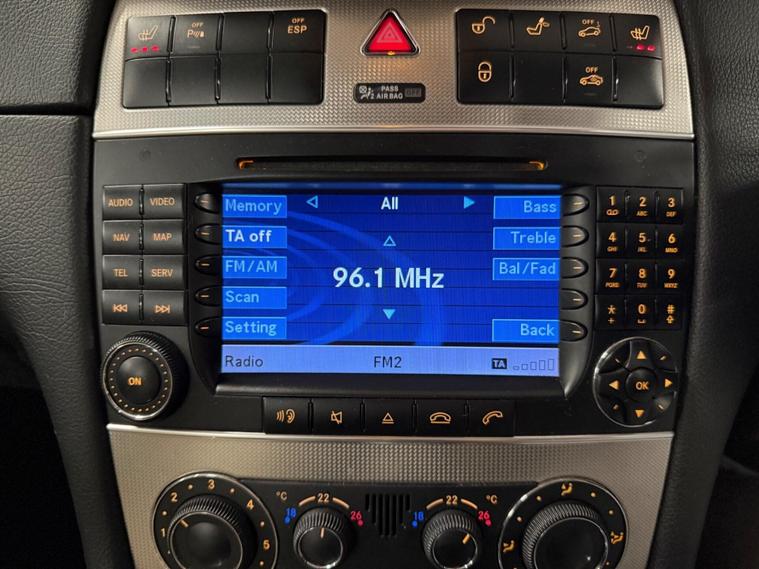 OFF
OFF ESP
OFF
OFF
PASS AIR BAG OFF
2
AUDIO VIDEO
NAV MAP
TEL SERV
ON
Memory All Bass
TA off Treble
FM/AM Bal/Fad
96.1 MHz
Scan
Setting Back
Radio FM2 TA
1 2 ABC 3 DEF
4 GHI 5 JKL 6 MNO
7 PQRS 8 TUV 9 WXYZ
* 0 #
OK
1 2 3 4 5
°C 18 22 26
18 22 26 °C